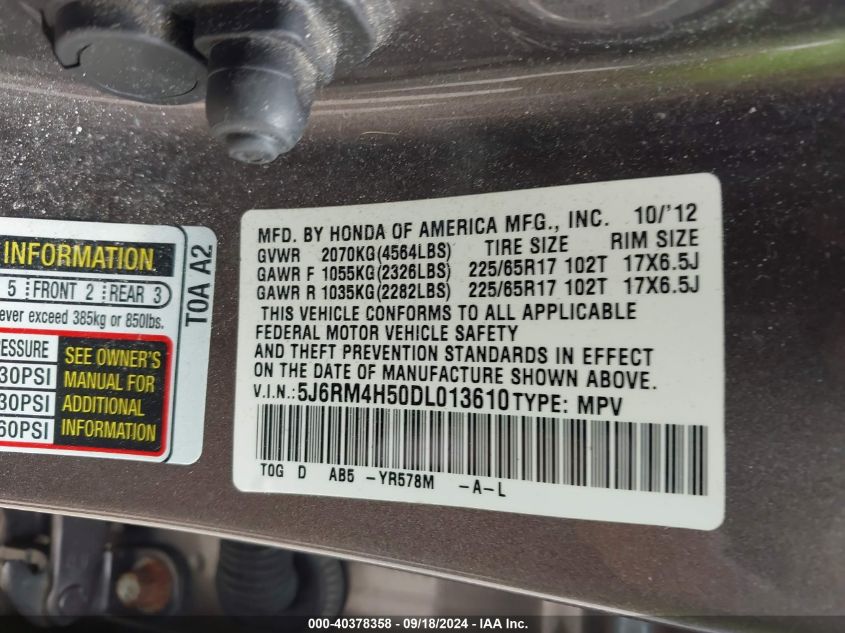 INFORMATION
5 FRONT 2 REAR 3
ever exceed 385kg or 850lbs.
RESSURE
30PSI
30PSI
60PSI
SEE OWNER'S
MANUAL FOR
ADDITIONAL
INFORMATION
T0A A2
MFD. BY HONDA OF AMERICA MFG., INC. 10/'12
GVWR 2070KG(4564LBS) TIRE SIZE RIM SIZE
GAWR F 1055KG(2326LBS) 225/65R17 102T 17X6.5J
GAWR R 1035KG(2282LBS) 225/65R17 102T 17X6.5J
THIS VEHICLE CONFORMS TO ALL APPLICABLE
FEDERAL MOTOR VEHICLE SAFETY
AND THEFT PREVENTION STANDARDS IN EFFECT
ON THE DATE OF MANUFACTURE SHOWN ABOVE.
V.I.N.:5J6RM4H50DL013610 TYPE: MPV
T0G D AB5 -YR578M -A-L
000-40378358 - 09/18/2024 - IAA Inc.